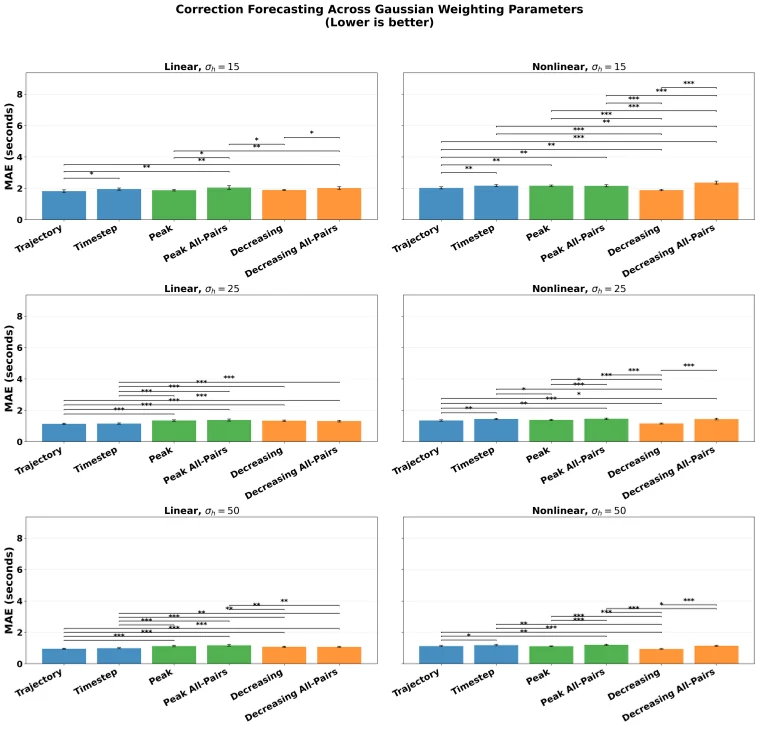 Correction Forecasting Across Gaussian Weighting Parameters
(Lower is better)
Linear, σh = 15
Nonlinear, σh = 15
MAE (seconds)
8
6
4
2
0
*
**
**
*
**
*
*
**
**
**
**
***
***
**
***
***
***
***
***
Trajectory
Timestep
Peak
Peak All-Pairs
Decreasing
Decreasing All-Pairs
Trajectory
Timestep
Peak
Peak All-Pairs
Decreasing
Decreasing All-Pairs
Linear, σh = 25
Nonlinear, σh = 25
MAE (seconds)
8
6
4
2
0
***
***
***
***
***
***
***
**
**
***
*
*
***
*
***
***
Trajectory
Timestep
Peak
Peak All-Pairs
Decreasing
Decreasing All-Pairs
Trajectory
Timestep
Peak
Peak All-Pairs
Decreasing
Decreasing All-Pairs
Linear, σh = 50
Nonlinear, σh = 50
MAE (seconds)
8
6
4
2
0
***
***
***
***
***
***
**
**
**
**
*
**
***
**
***
***
***
***
*
***
Trajectory
Timestep
Peak
Peak All-Pairs
Decreasing
Decreasing All-Pairs
Trajectory
Timestep
Peak
Peak All-Pairs
Decreasing
Decreasing All-Pairs